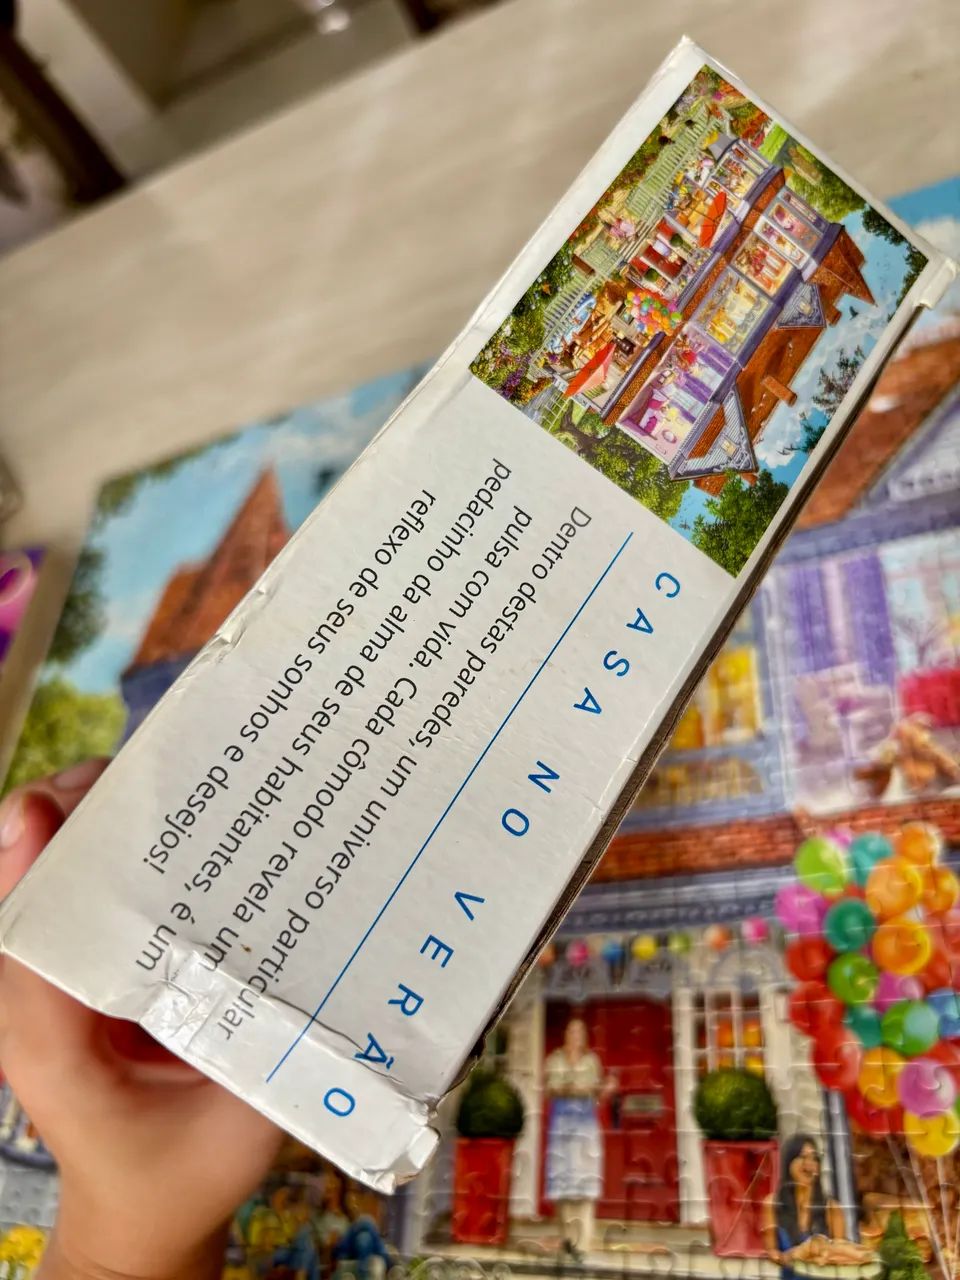 CASA NO VERÃO
Dentro destas paredes, um universo particular
pulsa com vida. Cada cômodo revela um
pedacinho da alma de seus habitantes, é um
reflexo de seus sonhos e desejos!